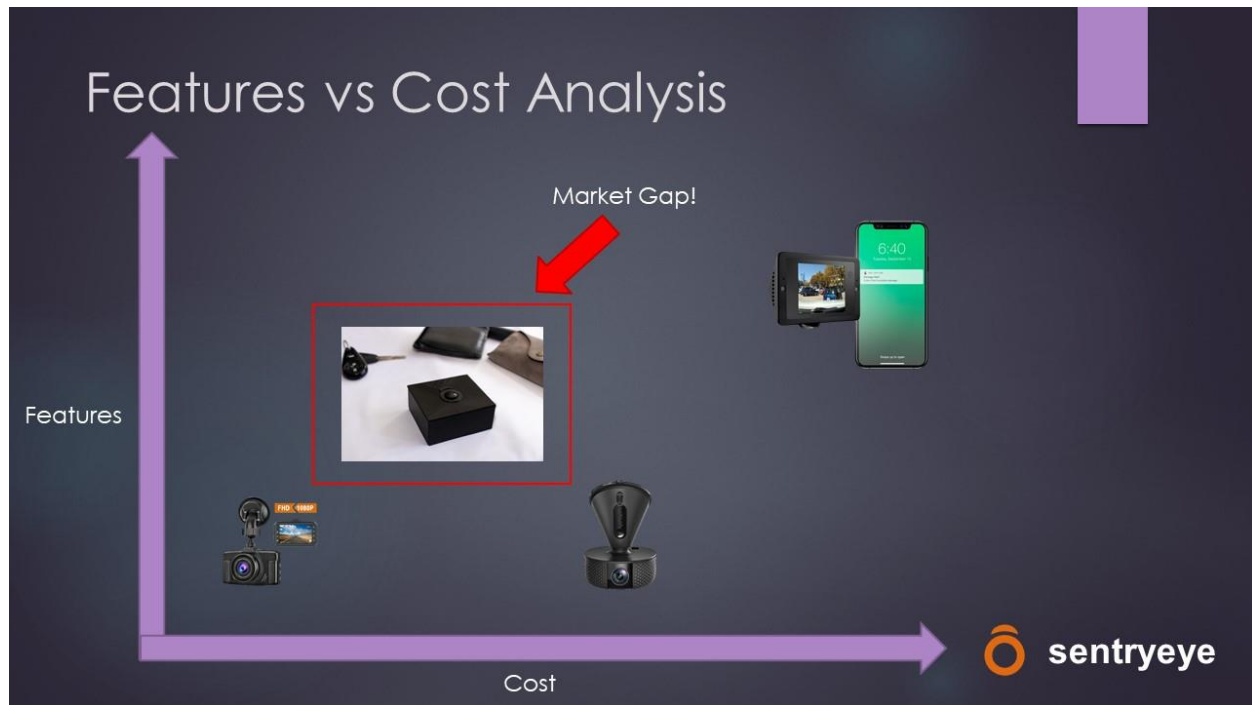 Features vs Cost Analysis
Market Gap!
6:40
Features
FHD 1080P
sentryeye
Cost